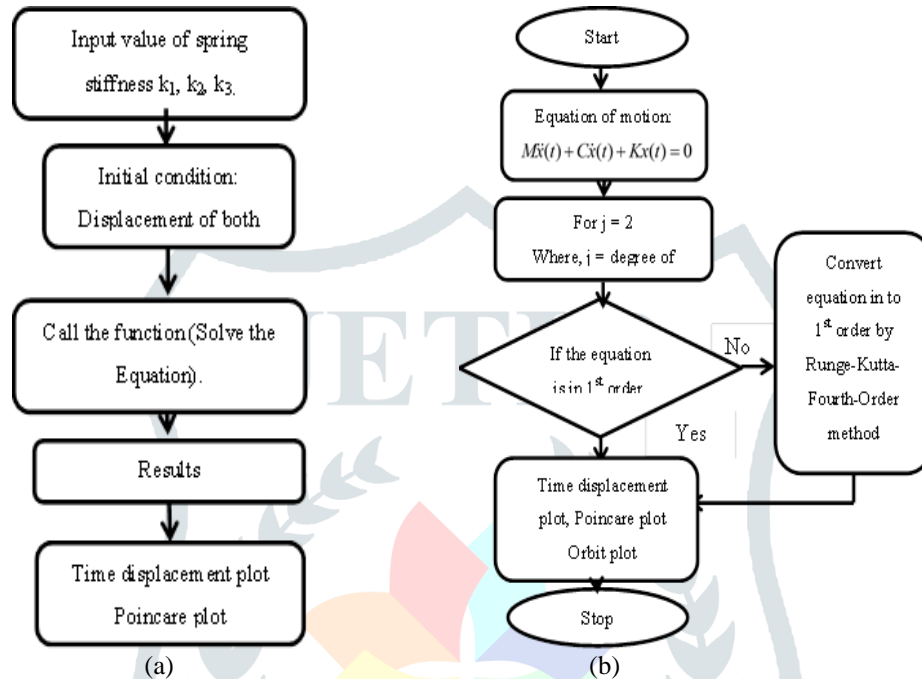 Input value of spring
stiffness k₁, k₂, k₃.
Initial condition:
Displacement of both
Call the function (Solve the
Equation).
Results
Time displacement plot
Poincare plot
(a)
Start
Equation of motion:
Mẍ(t) + Cẋ(t) + Kx(t) = 0
For j = 2
Where, j = degree of
If the equation
is in 1ˢᵗ order
No
Yes
Convert
equation in to
1ˢᵗ order by
Runge-Kutta-
Fourth-Order
method
Time displacement
plot, Poincare plot
Orbit plot
Stop
(b)